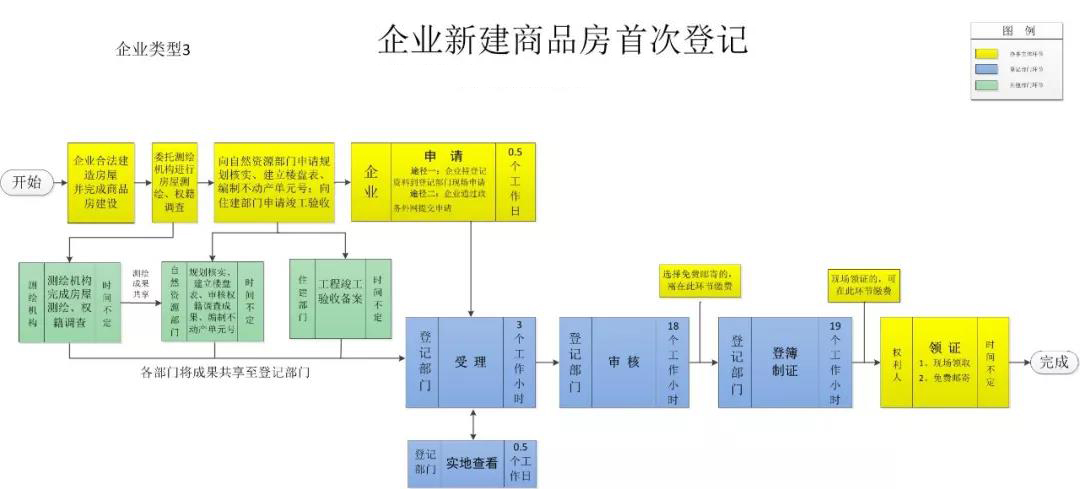 企业类型3
企业新建商品房首次登记
图 例
登记部门环节
其他部门环节
开始
企业合法建
造房屋
并完成商品
房建设
委托测绘
机构进行
房屋测
绘、权籍
调查
向自然资源部门申请规
划核实、建立楼盘表、
编制不动产单元号；向
住建部门申请竣工验收
企业
申 请
途径一：企业持登记
资料到登记部门现场申请
途径二：企业通过政
务外网提交申请
0.5
个工作日
测绘机构
测绘机构
完成房屋
测绘、权
籍调查
时间不定
测绘
成果
共享
自然资源部门
规划核实、
建立楼盘
表、审核权
籍调查成
果、编制不
动产单元号
时间不定
住建部门
工程竣工
验收备案
时间不定
各部门将成果共享至登记部门
登记部门
受 理
3
个工作小时
登记部门
实地查看
0.5
个工
作日
登记部门
审 核
18
个工作小时
选择免费邮寄的，
需在此环节缴费
登记部门
登簿
制证
19
个工作小时
现场领证的，可
在此环节缴费
权利人
领 证
1、现场领取
2、免费邮寄
时间不定
完成